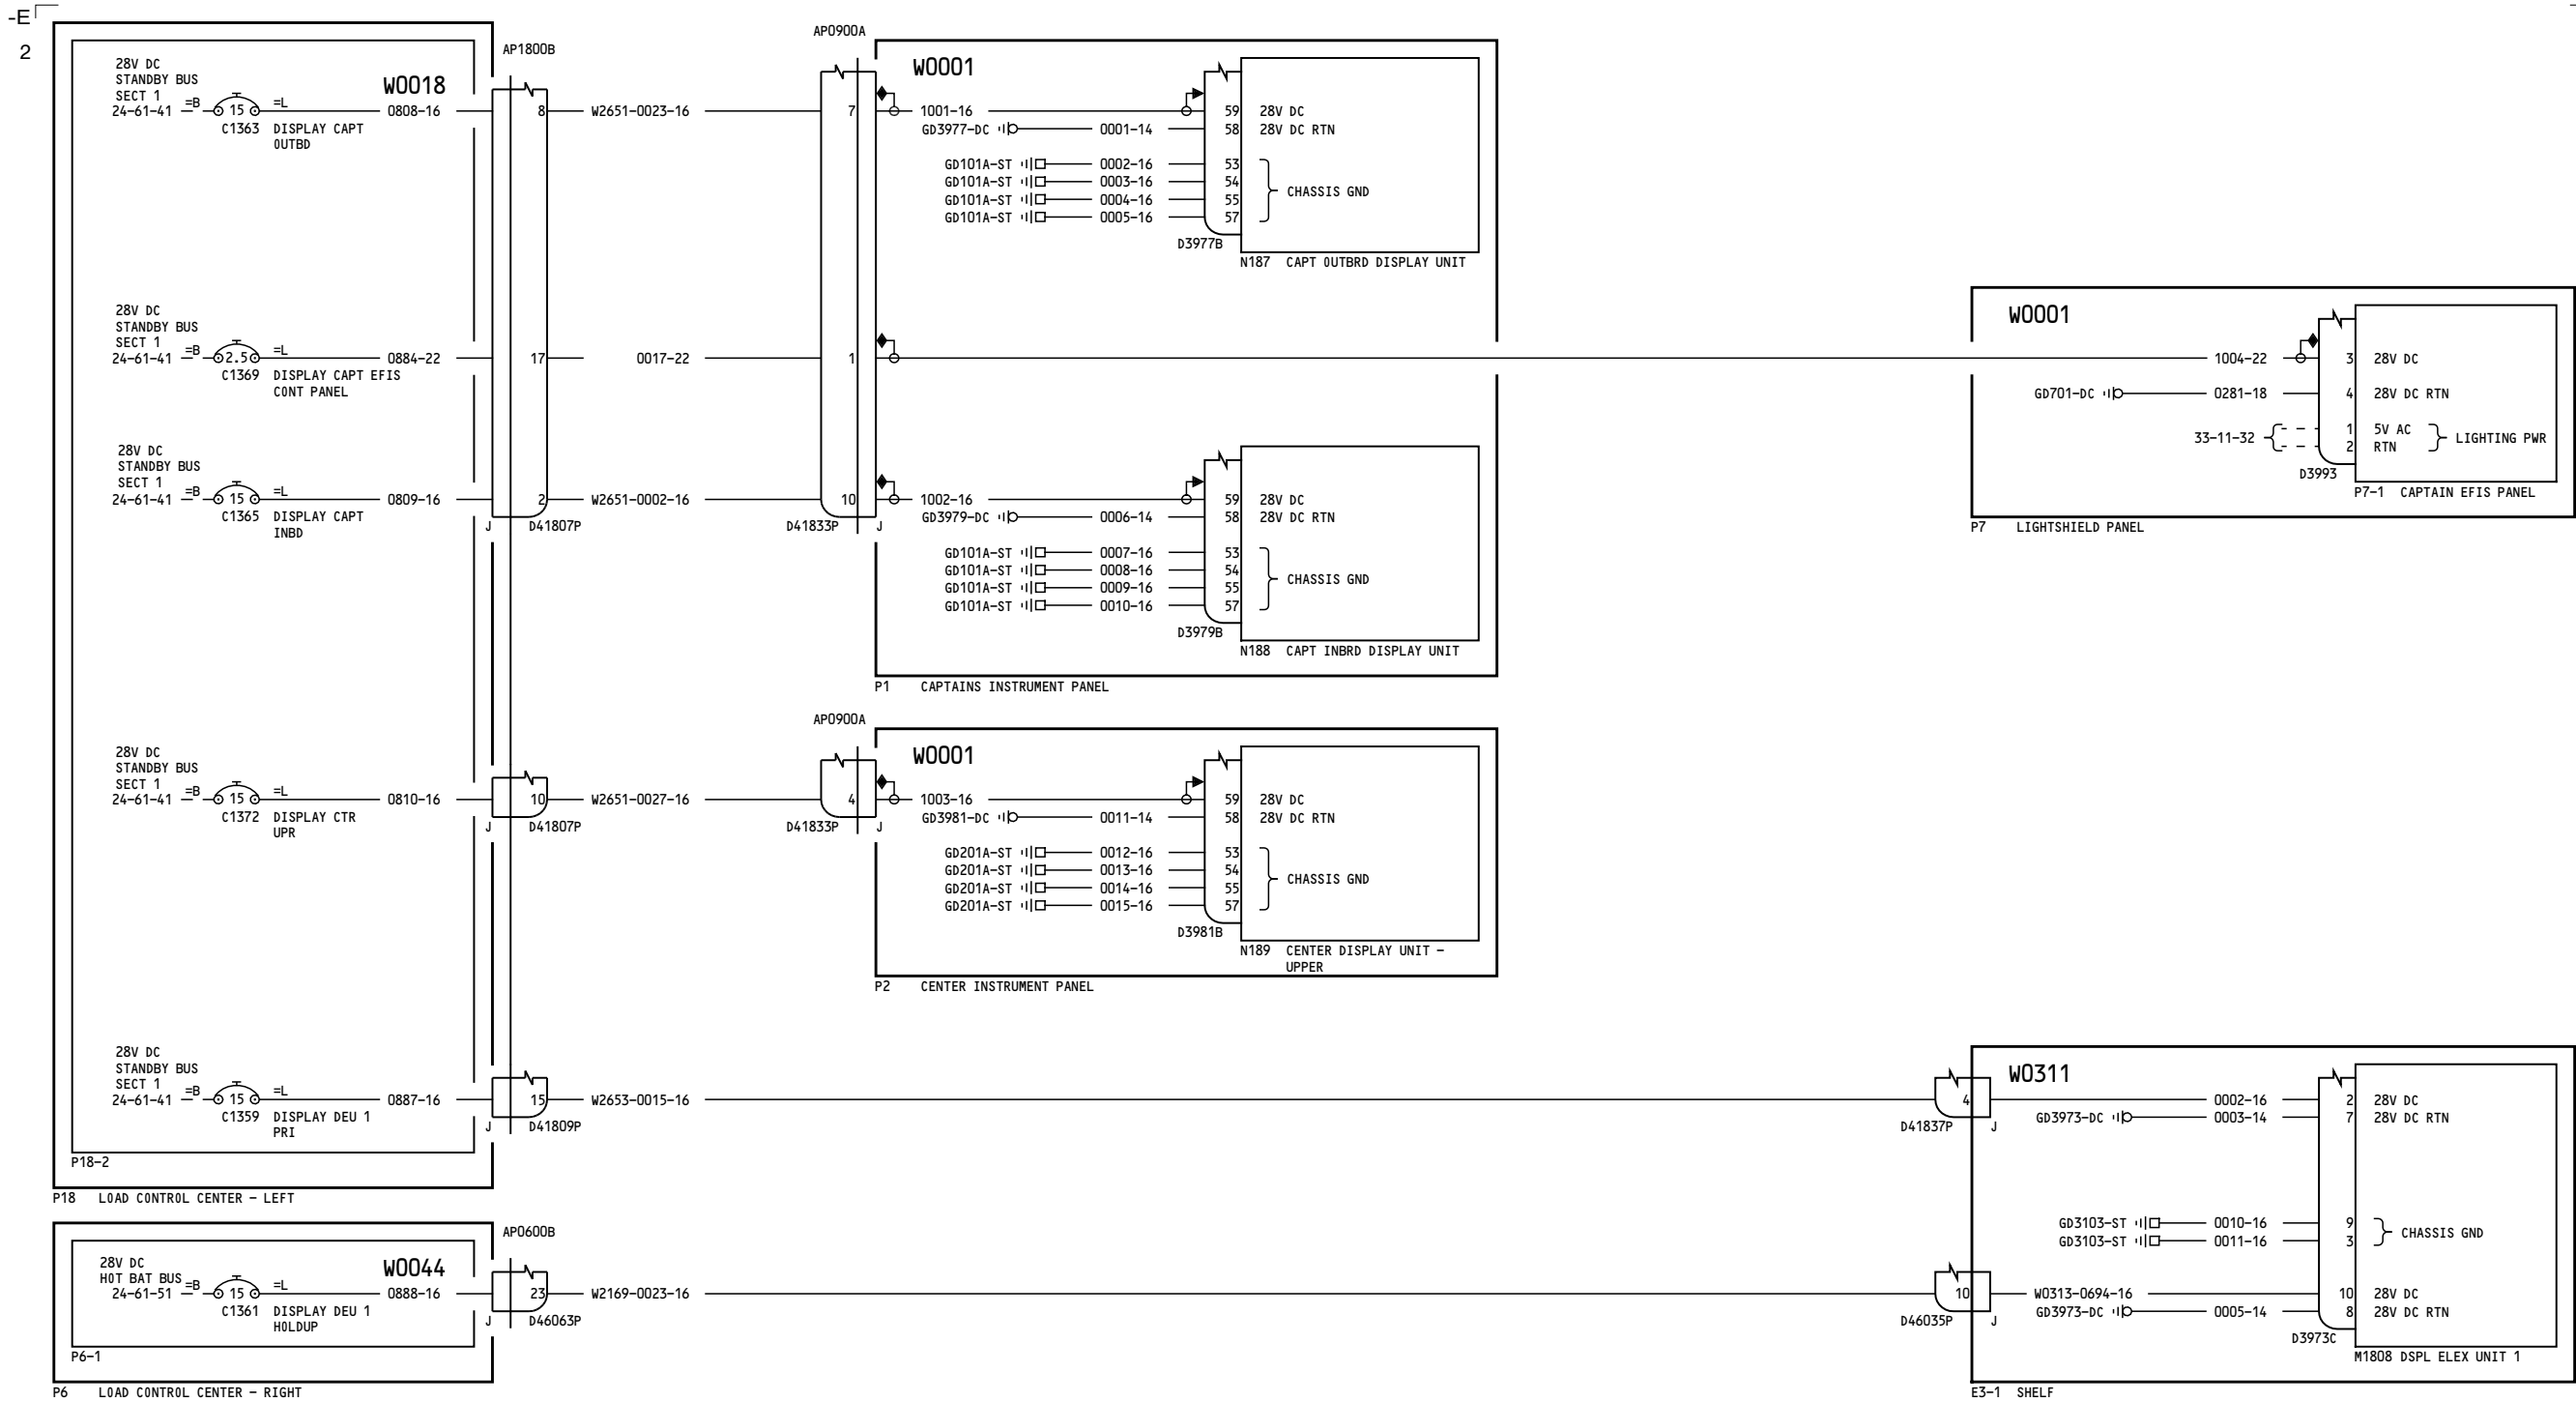 -E
2
28V DC
STANDBY BUS
SECT 1
24-61-41 =B 15 =L
C1363 DISPLAY CAPT
OUTBD
W0018
0808-16
AP1800B
8
W2651-0023-16
AP0900A
7
W0001
1001-16
59 28V DC
GD3977-DC 0001-14 58 28V DC RTN
GD101A-ST 0002-16 53
GD101A-ST 0003-16 54
CHASSIS GND
GD101A-ST 0004-16 55
GD101A-ST 0005-16 57
D3977B
N187 CAPT OUTBRD DISPLAY UNIT
28V DC
STANDBY BUS
SECT 1
24-61-41 =B 2.5 =L 0884-22 17 0017-22 1
C1369 DISPLAY CAPT EFIS
CONT PANEL
W0001
1004-22 3 28V DC
GD701-DC 0281-18 4 28V DC RTN
33-11-32
1 5V AC
LIGHTING PWR
2 RTN
D3993
P7-1 CAPTAIN EFIS PANEL
P7 LIGHTSHIELD PANEL
28V DC
STANDBY BUS
SECT 1
24-61-41 =B 15 =L 0809-16 2 W2651-0002-16 10 1002-16 59 28V DC
C1365 DISPLAY CAPT
INBD
J D41807P
D41833P J
GD3979-DC 0006-14 58 28V DC RTN
GD101A-ST 0007-16 53
GD101A-ST 0008-16 54
CHASSIS GND
GD101A-ST 0009-16 55
GD101A-ST 0010-16 57
D3979B
N188 CAPT INBRD DISPLAY UNIT
P1 CAPTAINS INSTRUMENT PANEL
AP0900A
W0001
28V DC
STANDBY BUS
SECT 1
24-61-41 =B 15 =L 0810-16 10 W2651-0027-16 4 1003-16 59 28V DC
C1372 DISPLAY CTR
UPR
J D41807P
D41833P J
GD3981-DC 0011-14 58 28V DC RTN
GD201A-ST 0012-16 53
GD201A-ST 0013-16 54
CHASSIS GND
GD201A-ST 0014-16 55
GD201A-ST 0015-16 57
D3981B
N189 CENTER DISPLAY UNIT -
UPPER
P2 CENTER INSTRUMENT PANEL
28V DC
STANDBY BUS
SECT 1
24-61-41 =B 15 =L 0887-16 15 W2653-0015-16 4
C1359 DISPLAY DEU 1
PRI
J D41809P
D41837P J
W0311
0002-16 2 28V DC
GD3973-DC 0003-14 7 28V DC RTN
P18-2
P18 LOAD CONTROL CENTER - LEFT
GD3103-ST 0010-16 9
CHASSIS GND
GD3103-ST 0011-16 3
AP0600B
W0044
28V DC
HOT BAT BUS
24-61-51 =B 15 =L 0888-16 23 W2169-0023-16 10 W0313-0694-16 10 28V DC
C1361 DISPLAY DEU 1
HOLDUP
J D46063P
D46035P J
GD3973-DC 0005-14 8 28V DC RTN
D3973C
M1808 DSPL ELEX UNIT 1
P6-1
P6 LOAD CONTROL CENTER - RIGHT
E3-1 SHELF